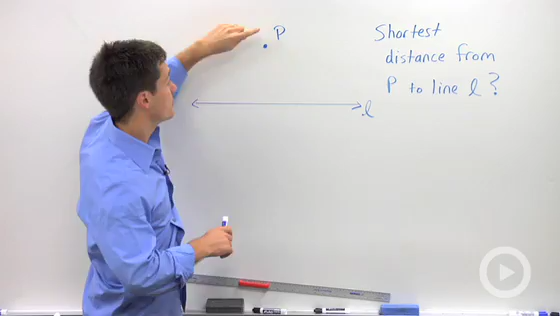 P
Shortest
distance from
P to line l?
l